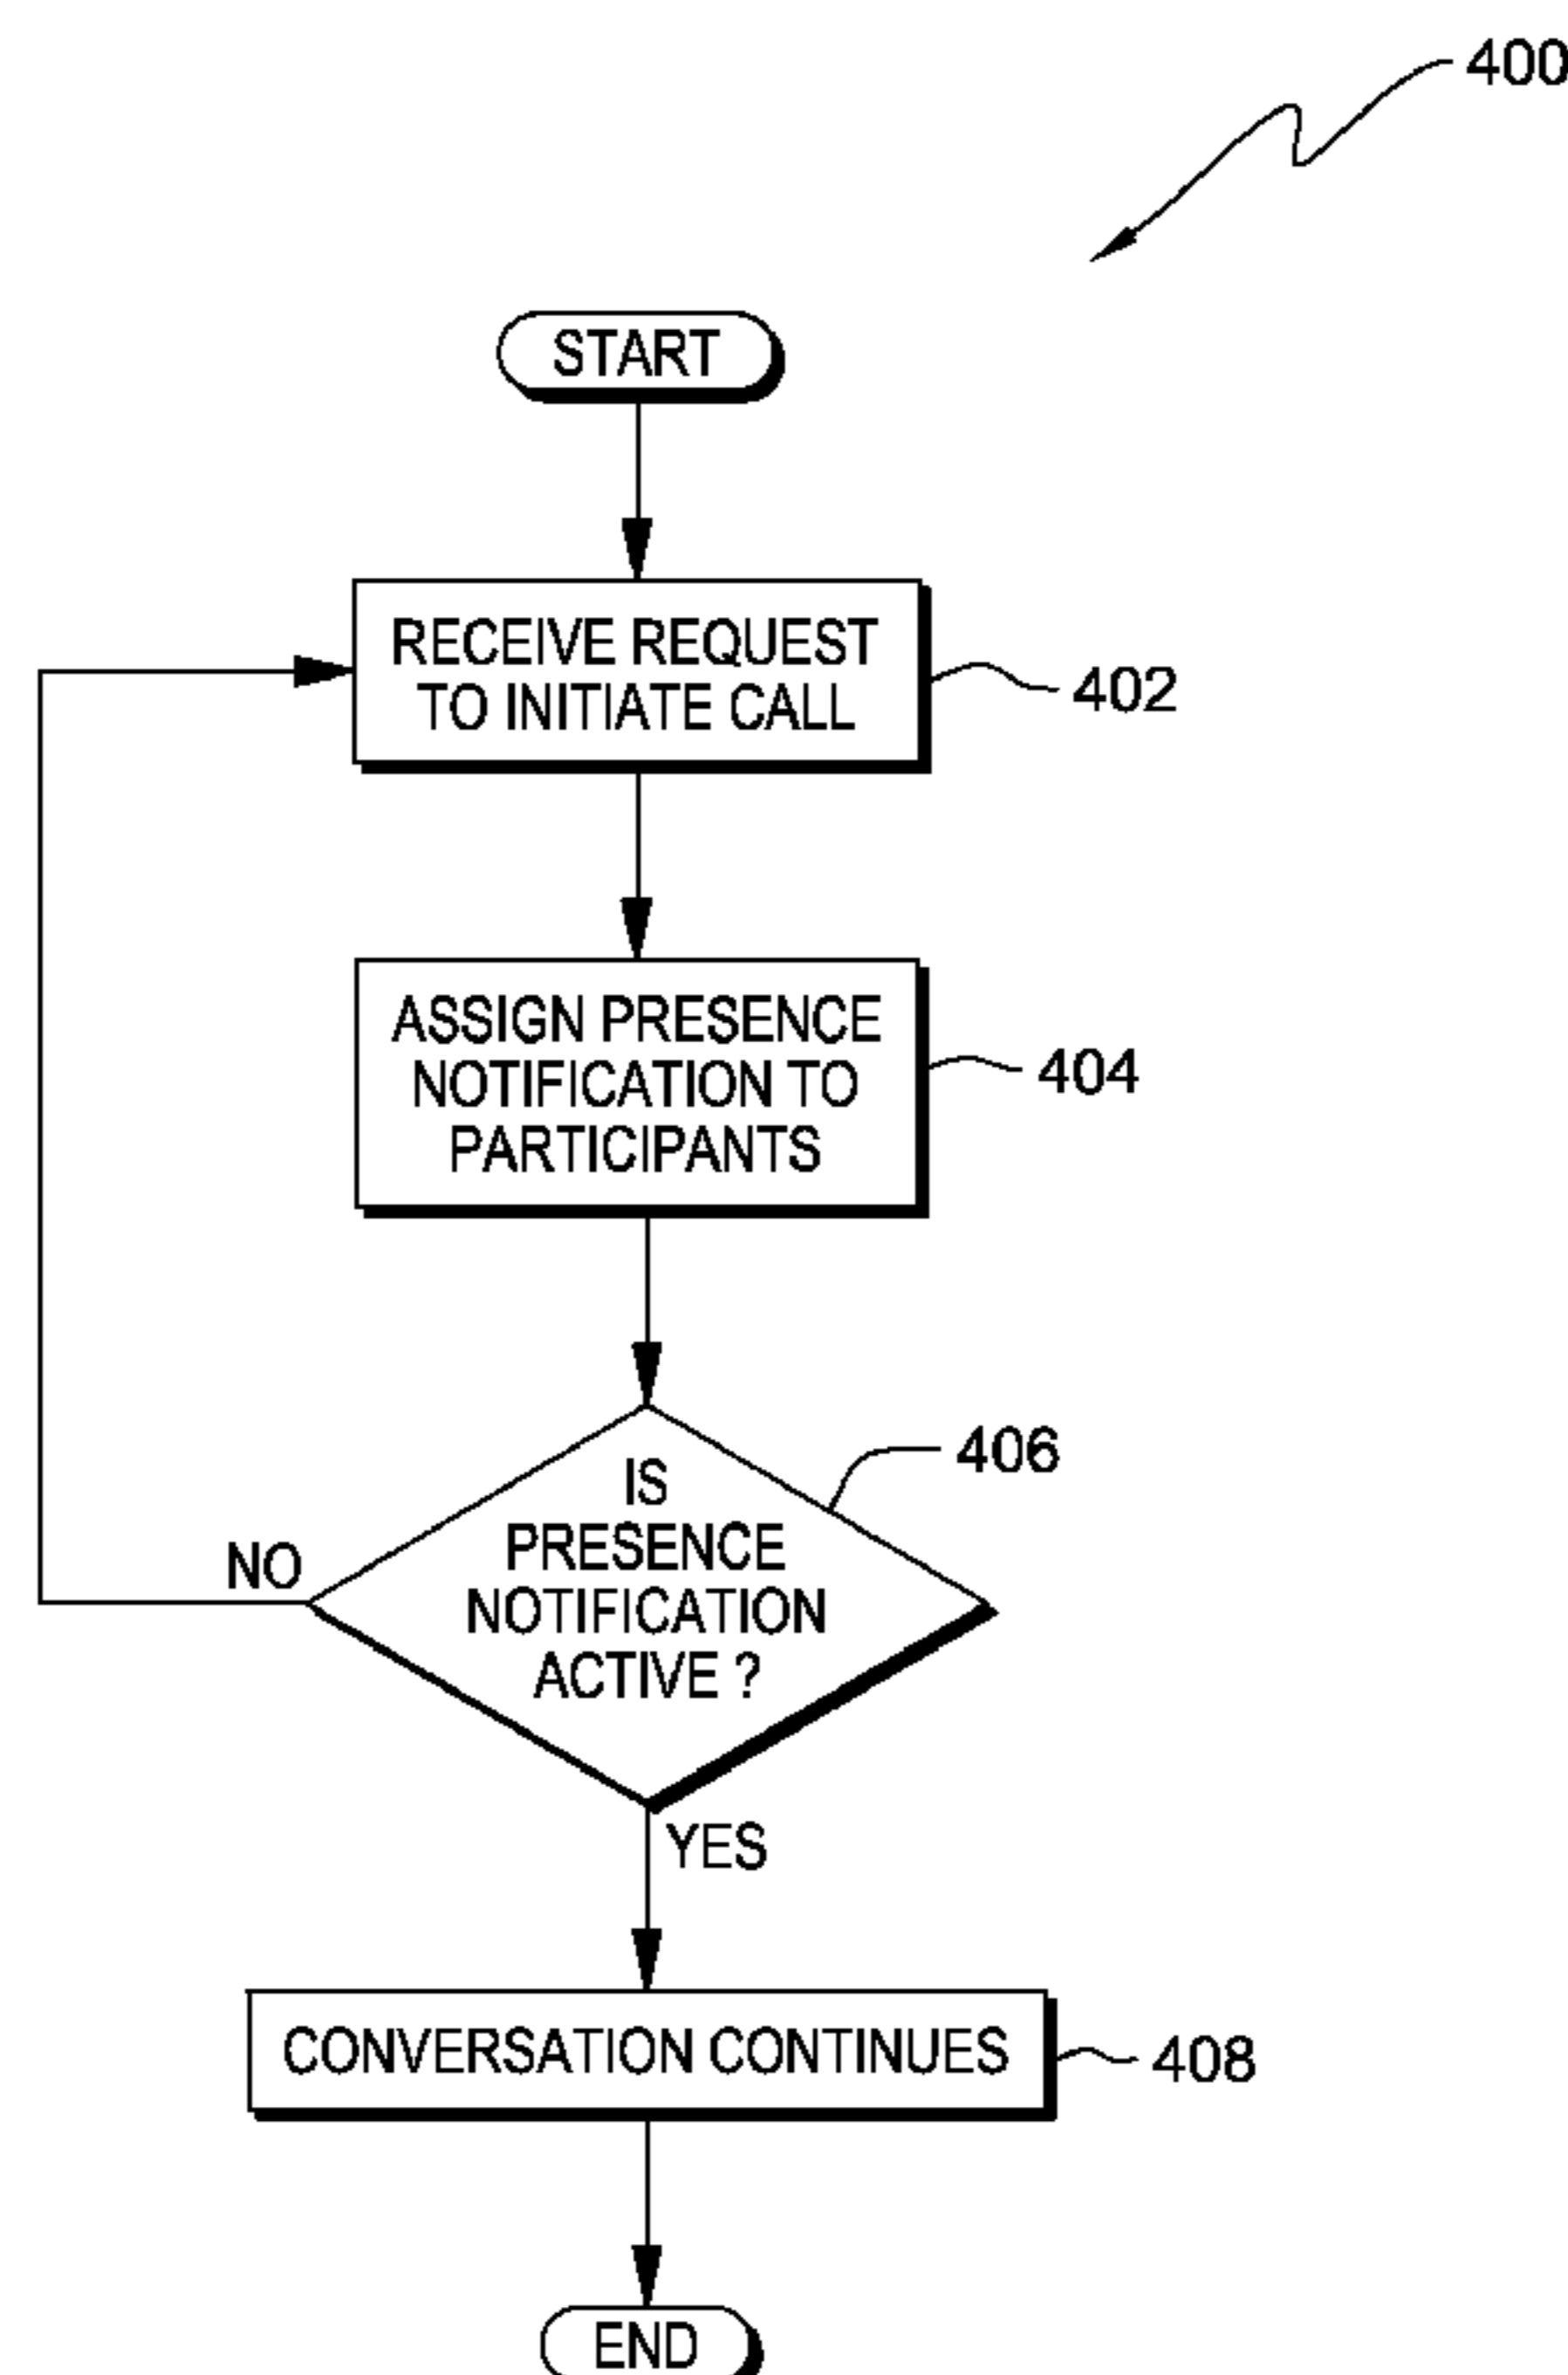 400
START
RECEIVE REQUEST
TO INITIATE CALL
402
ASSIGN PRESENCE
NOTIFICATION TO
PARTICIPANTS
404
406
IS
PRESENCE
NOTIFICATION
ACTIVE ?
NO
YES
CONVERSATION CONTINUES
408
END